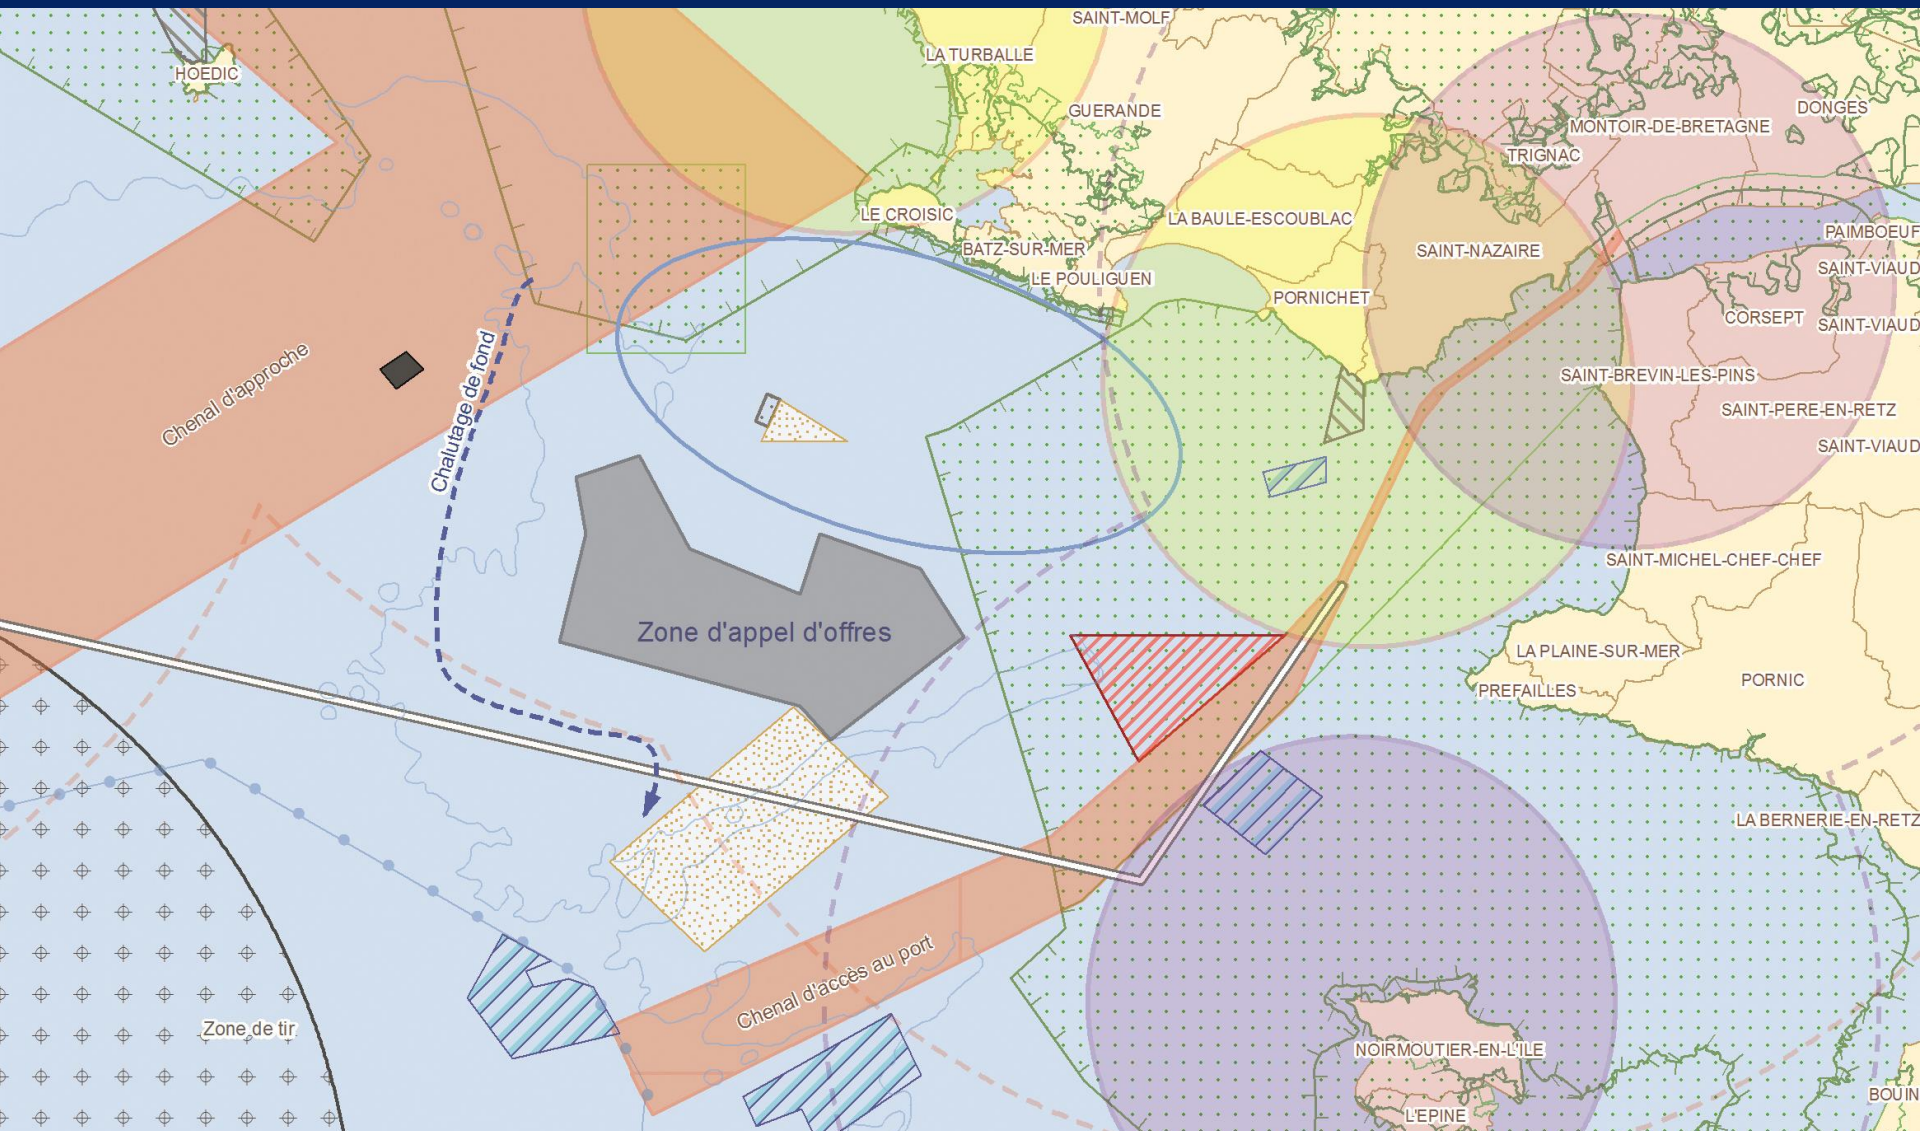 SAINT-MOLF
LA TURBALLE
HOEDIC
GUERANDE
DONGES
MONTOIR-DE-BRETAGNE
TRIGNAC
LE CROISIC
LA BAULE-ESCOUBLAC
PAIMBOEUF
BATZ-SUR-MER
SAINT-NAZAIRE
SAINT-VIAUD
LE POULIGUEN
PORNICHET
CORSEPT
SAINT-VIAUD
Chenal d'approche
Chalutage de fond
SAINT-BREVIN-LES-PINS
SAINT-PERE-EN-RETZ
SAINT-VIAUD
SAINT-MICHEL-CHEF-CHEF
Zone d'appel d'offres
LA PLAINE-SUR-MER
PREFAILLES
PORNIC
LA BERNERIE-EN-RETZ
Chenal d'accès au port
Zone de tir
NOIRMOUTIER-EN-L'ILE
BOUIN
L'EPINE